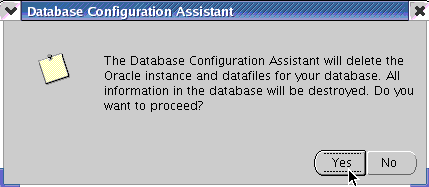 Database Configuration Assistant
The Database Configuration Assistant will delete the
Oracle instance and datafiles for your database. All
information in the database will be destroyed. Do you
want to proceed?
Yes
No